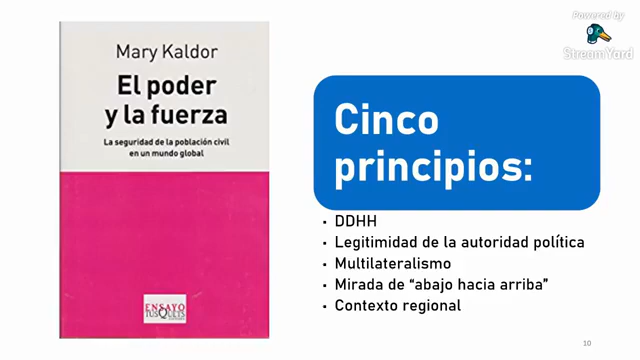 Mary Kaldor
El poder
y la fuerza
La seguridad de la población civil
en un mundo global
ENSAYO
TUSQUETS
Powered by
StreamYard
Cinco
principios:
• DDHH
• Legitimidad de la autoridad política
• Multilateralismo
• Mirada de “abajo hacia arriba”
• Contexto regional
10